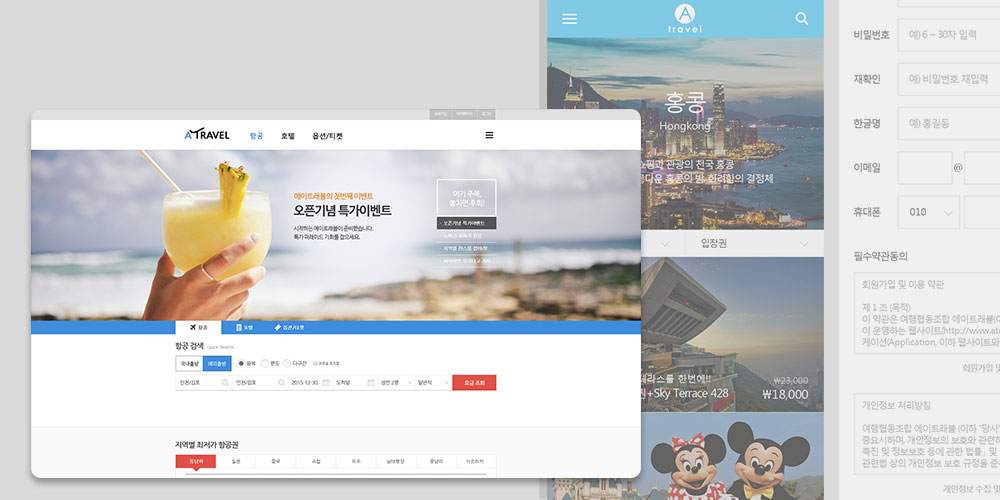 A TRAVEL
항공
호텔
옵션/티켓
에이트래블의 첫번째 이벤트
오픈기념 특가이벤트
시작하는 에이트래블이 준비했습니다.
특가 퍼레이드 기회를 잡으세요.
여기 주목,
놓치면 후회!
오픈기념 특가이벤트
항공
호텔
옵션/티켓
항공 검색
국내출발
해외출발
왕복
편도
다구간
인천/김포
인천/김포
2015-12-30
도착일
성인 2명
일반석
요금 조회
지역별 최저가 항공권
동남아
일본
중국
유럽
미주
남태평양
A
travel
홍콩
Hongkong
쇼핑과 관광의 천국 홍콩
홍콩의 밤, 화려함의 결정체
입장권
테라스를 한번에!!
+Sky Terrace 428
₩23,000
₩18,000
비밀번호
예) 6 ~ 30자 입력
재확인
예) 비밀번호 재입력
한글명
예) 홍길동
이메일
@
휴대폰
010
필수약관동의
회원가입 및 이용 약관
제 1 조 (목적)
이 약관은 여행협동조합 에이트래블(이
이 운영하는 웹사이트(http://www.at
케이션(Application, 이하 웹사이트와
회원가입 및
개인정보 처리방침
여행협동조합 에이트래블 (이하 "당사"
중요시하며, 개인정보의 보호와 관련하
촉진 및 정보보호 등에 관한 법률」 및
관련법 상의 개인정보 보호 규정을 준
개인정보 수집 및